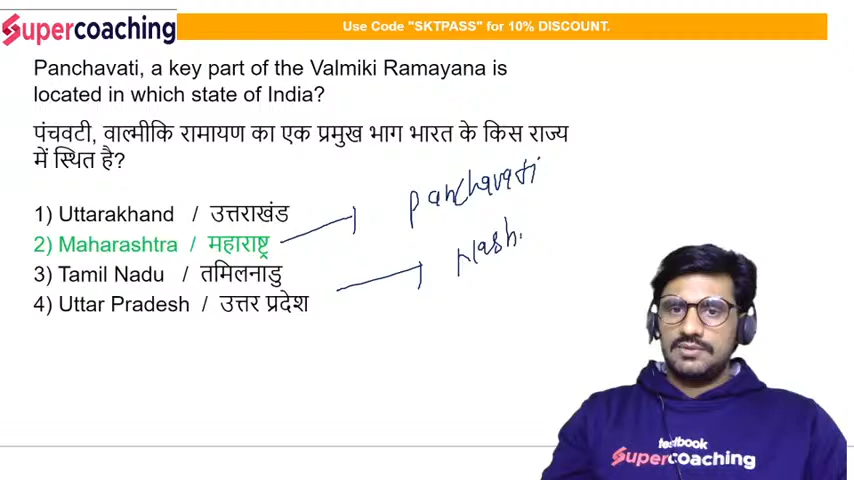 Supercoaching
Use Code "SKTPASS" for 10% DISCOUNT.
Panchavati, a key part of the Valmiki Ramayana is
located in which state of India?
पंचवटी, वाल्मीकि रामायण का एक प्रमुख भाग भारत के किस राज्य
में स्थित है?
1) Uttarakhand / उत्तराखंड
2) Maharashtra / महाराष्ट्र
3) Tamil Nadu / तमिलनाडु
4) Uttar Pradesh / उत्तर प्रदेश
Panchavati
Nash.
testbook
Supercoaching